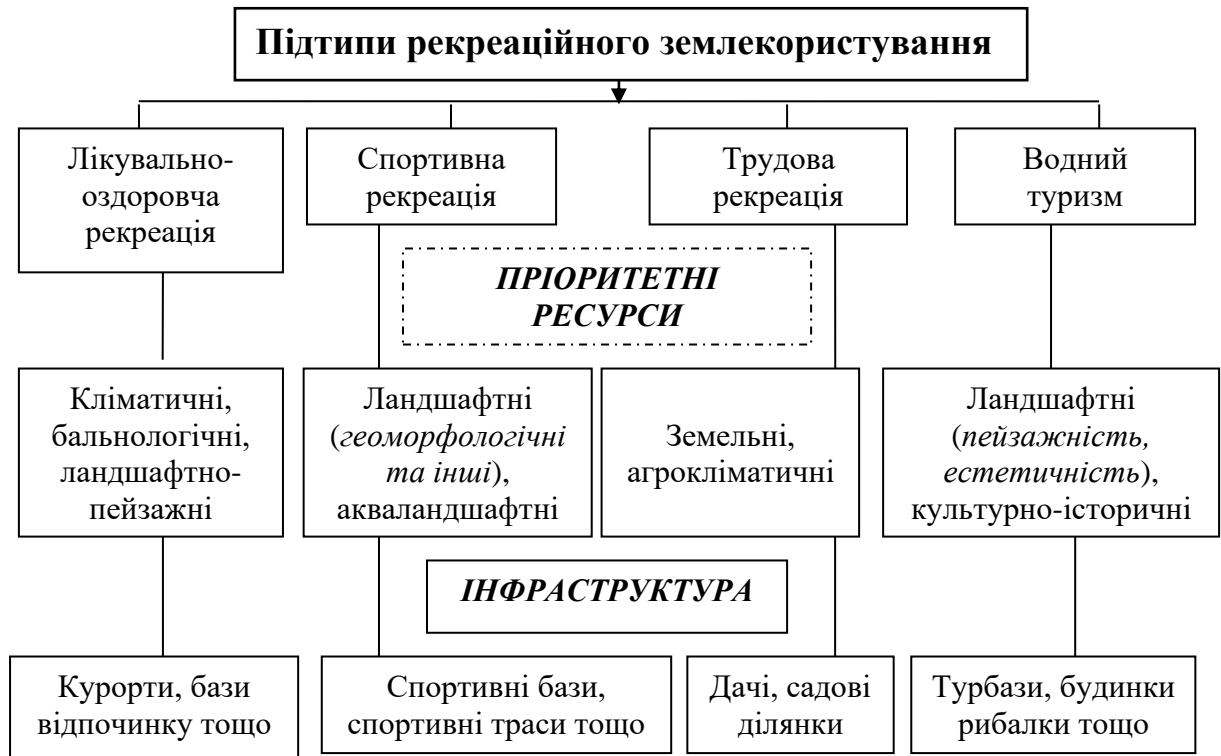 Підтипи рекреаційного землекористування
Лікувально-
оздоровча
рекреація
Спортивна
рекреація
Трудова
рекреація
Водний
туризм
ПРІОРИТЕТНІ
РЕСУРСИ
Кліматичні,
бальнологічні,
ландшафтно-
пейзажні
Ландшафтні
(геоморфологічні
та інші),
акваландшафтні
Земельні,
агрокліматичні
Ландшафтні
(пейзажність,
естетичність),
культурно-історичні
ІНФРАСТРУКТУРА
Курорти, бази
відпочинку тощо
Спортивні бази,
спортивні траси тощо
Дачі, садові
ділянки
Турбази, будинки
рибалки тощо